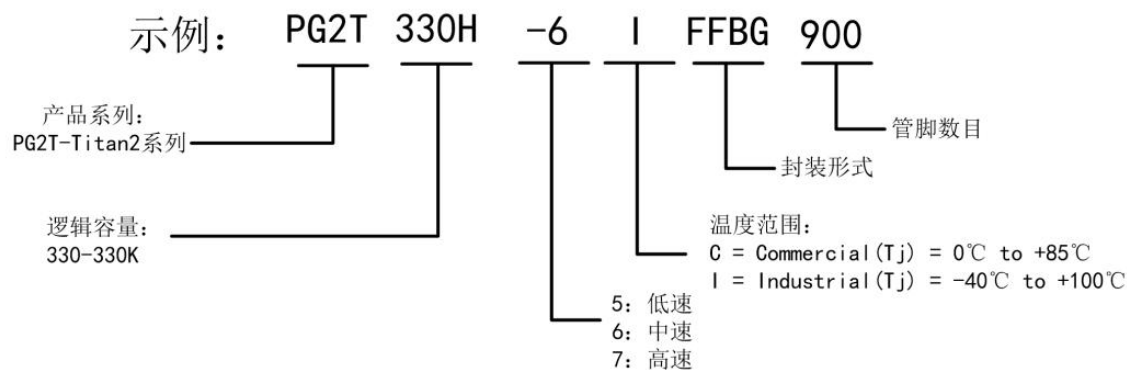 示例： PG2T 330H -6 I FFBG 900
产品系列：
PG2T-Titan2系列
管脚数目
封装形式
逻辑容量：
330-330K
温度范围：
C = Commercial(Tj) = 0℃ to +85℃
I = Industrial(Tj) = -40℃ to +100℃
5：低速
6：中速
7：高速